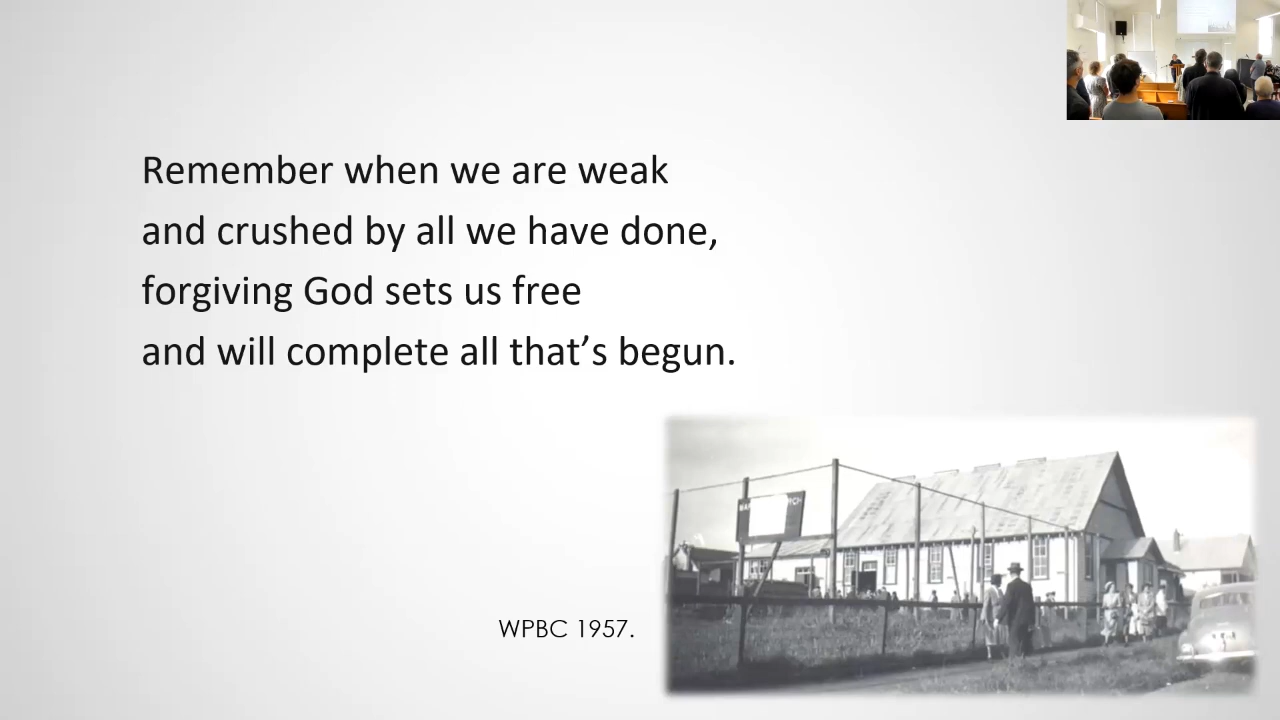 Remember when we are weak
and crushed by all we have done,
forgiving God sets us free
and will complete all that’s begun.
WPBC 1957.